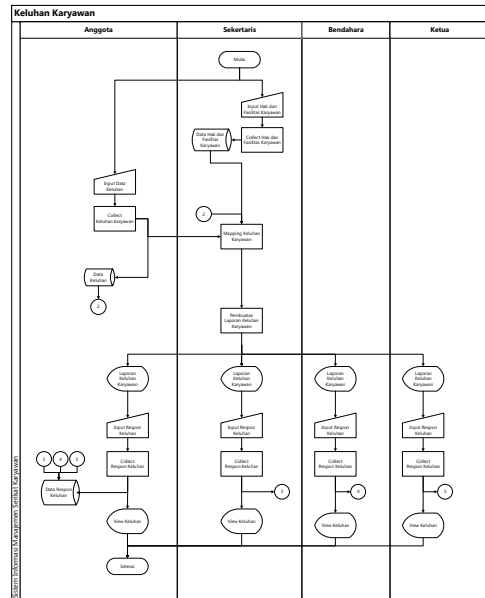 Keluhan Karyawan
Anggota
Sekertaris
Bendahara
Ketua
Sistem Informasi Manajemen Serikat Karyawan
Mulai
Input Hak dan
Fasilitas Karyawan
Data Hak dan
Fasilitas
Karyawan
Collect Hak dan
Fasilitas Karyawan
Input Data
Keluhan
Collect
Keluhan Karyawan
2
Mapping Keluhan
Karyawan
Data
Keluhan
2
Pembuatan
Laporan Keluhan
Karyawan
Laporan
Keluhan
Karyawan
Laporan
Keluhan
Karyawan
Laporan
Keluhan
Karyawan
Laporan
Keluhan
Karyawan
Input Respon
Keluhan
Input Respon
Keluhan
Input Respon
Keluhan
Input Respon
Keluhan
3
4
5
Collect
Respon Keluhan
Collect
Respon Keluhan
Collect
Respon Keluhan
Collect
Respon Keluhan
Data Respon
Keluhan
3
4
5
View Keluhan
View Keluhan
View Keluhan
View Keluhan
Selesai